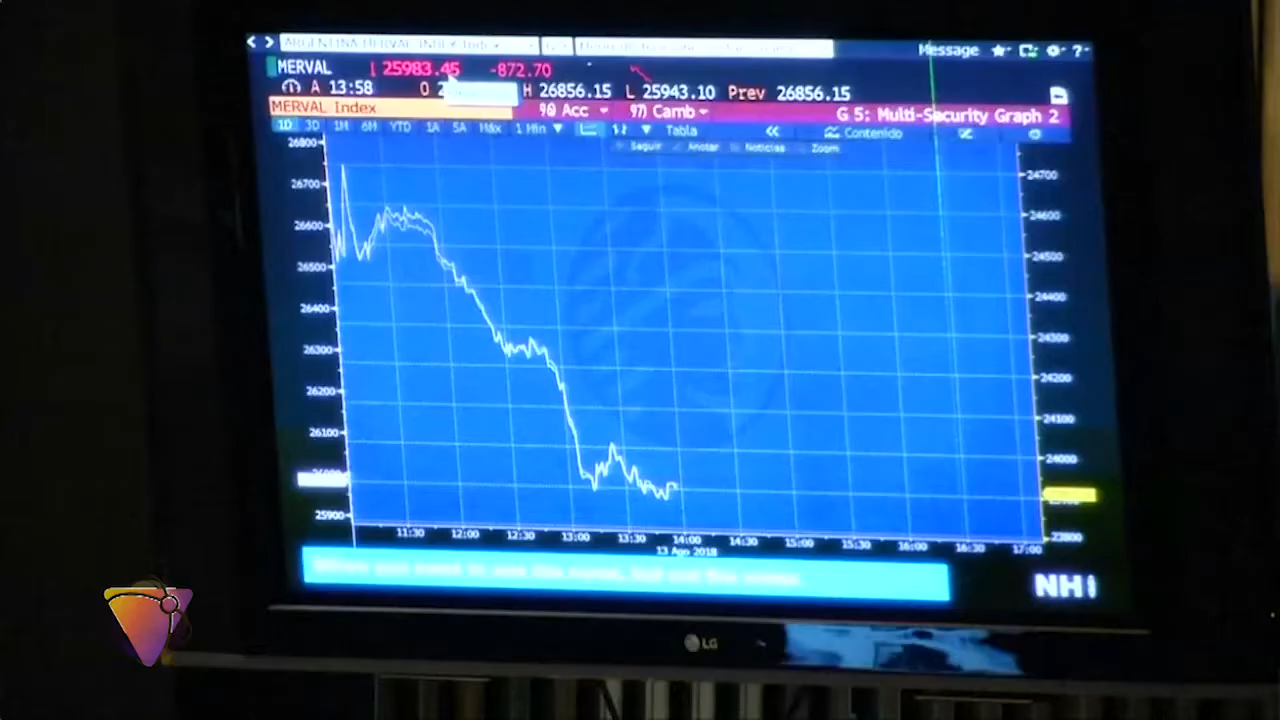 ARGENTINA MERVAL INDEX
Message
MERVAL 25983.45 -872.70
A 13:58 O H 26856.15 L 25943.10 Prev 26856.15
MERVAL Index 90 Acc 97) Camb G 5: Multi-Security Graph 2
1D 3D 1M 6M YTD 1A 5A Máx 1 Min Tabla Contenido
Seguir Anotar Noticias Zoom
26800
26700
26600
26500
26400
26300
26200
26100
25900
24700
24600
24500
24400
24300
24200
24100
24000
23800
11:30 12:00 12:30 13:00 13:30 14:00 14:30 15:00 15:30 16:00 16:30 17:00
13 Ago 2018
LG